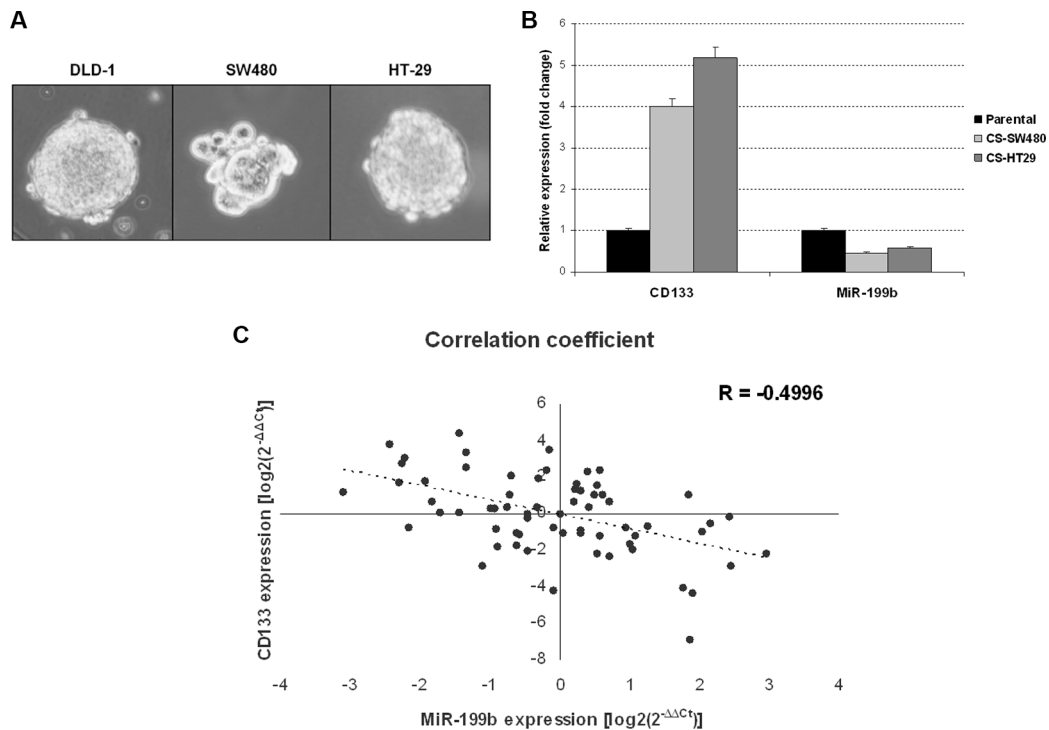 A
DLD-1 SW480 HT-29
B
Relative expression (fold change)
6
5
4
3
2
1
0
CD133 MiR-199b
Parental
CS-SW480
CS-HT29
C
Correlation coefficient
R = -0.4996
CD133 expression [log2(2-ΔΔCt)]
6
4
2
0
-2
-4
-6
-8
-4 -3 -2 -1 0 1 2 3 4
MiR-199b expression [log2(2-ΔΔCt)]